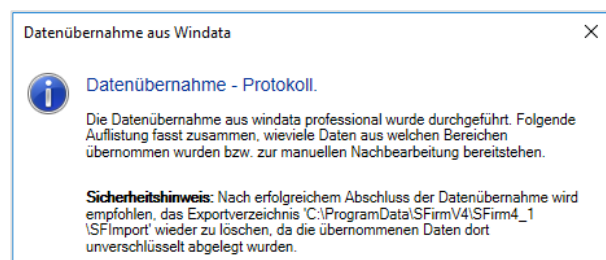 Datenübernahme aus Windata
Datenübernahme - Protokoll.
Die Datenübernahme aus windata professional wurde durchgeführt. Folgende
Auflistung fasst zusammen, wieviele Daten aus welchen Bereichen
übernommen wurden bzw. zur manuellen Nachbearbeitung bereitstehen.
Sicherheitshinweis: Nach erfolgreichem Abschluss der Datenübernahme wird
empfohlen, das Exportverzeichnis 'C:\ProgramData\SFirmV4\SFirm4_1
\SFImport' wieder zu löschen, da die übernommenen Daten dort
unverschlüsselt abgelegt wurden.